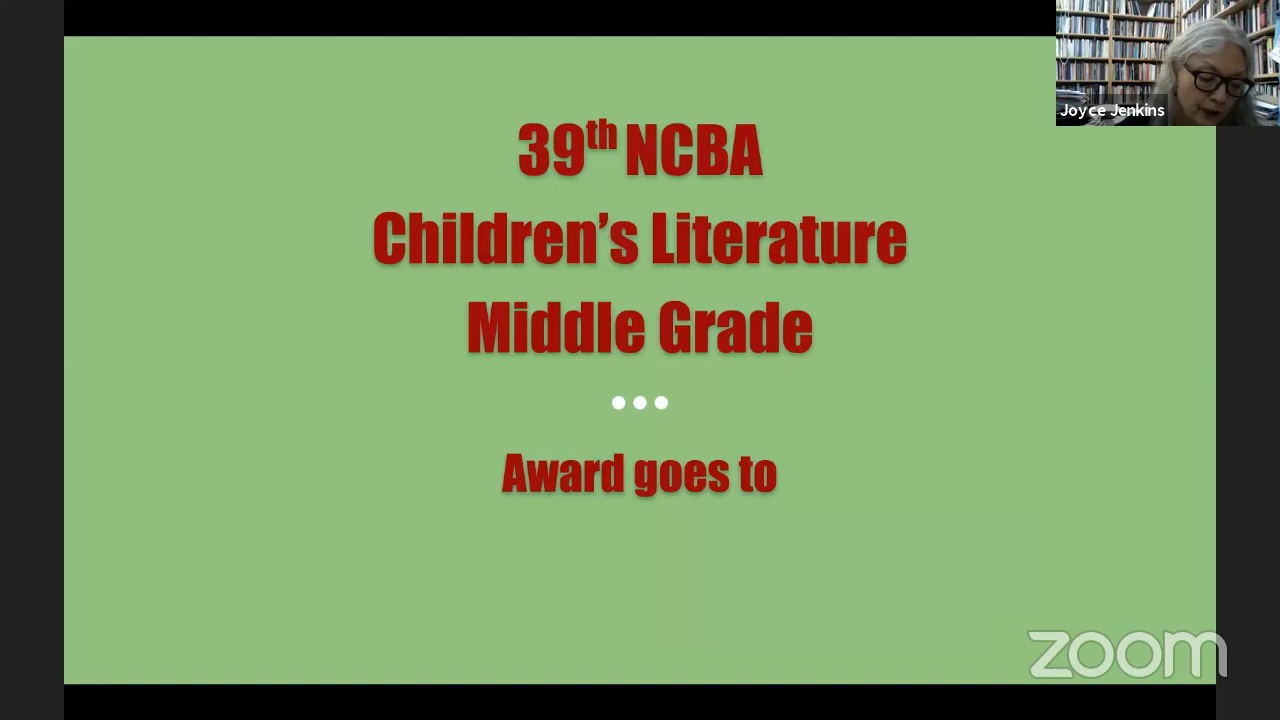 39th NCBA
Children's Literature
Middle Grade
Award goes to
Joyce Jenkins
zoom